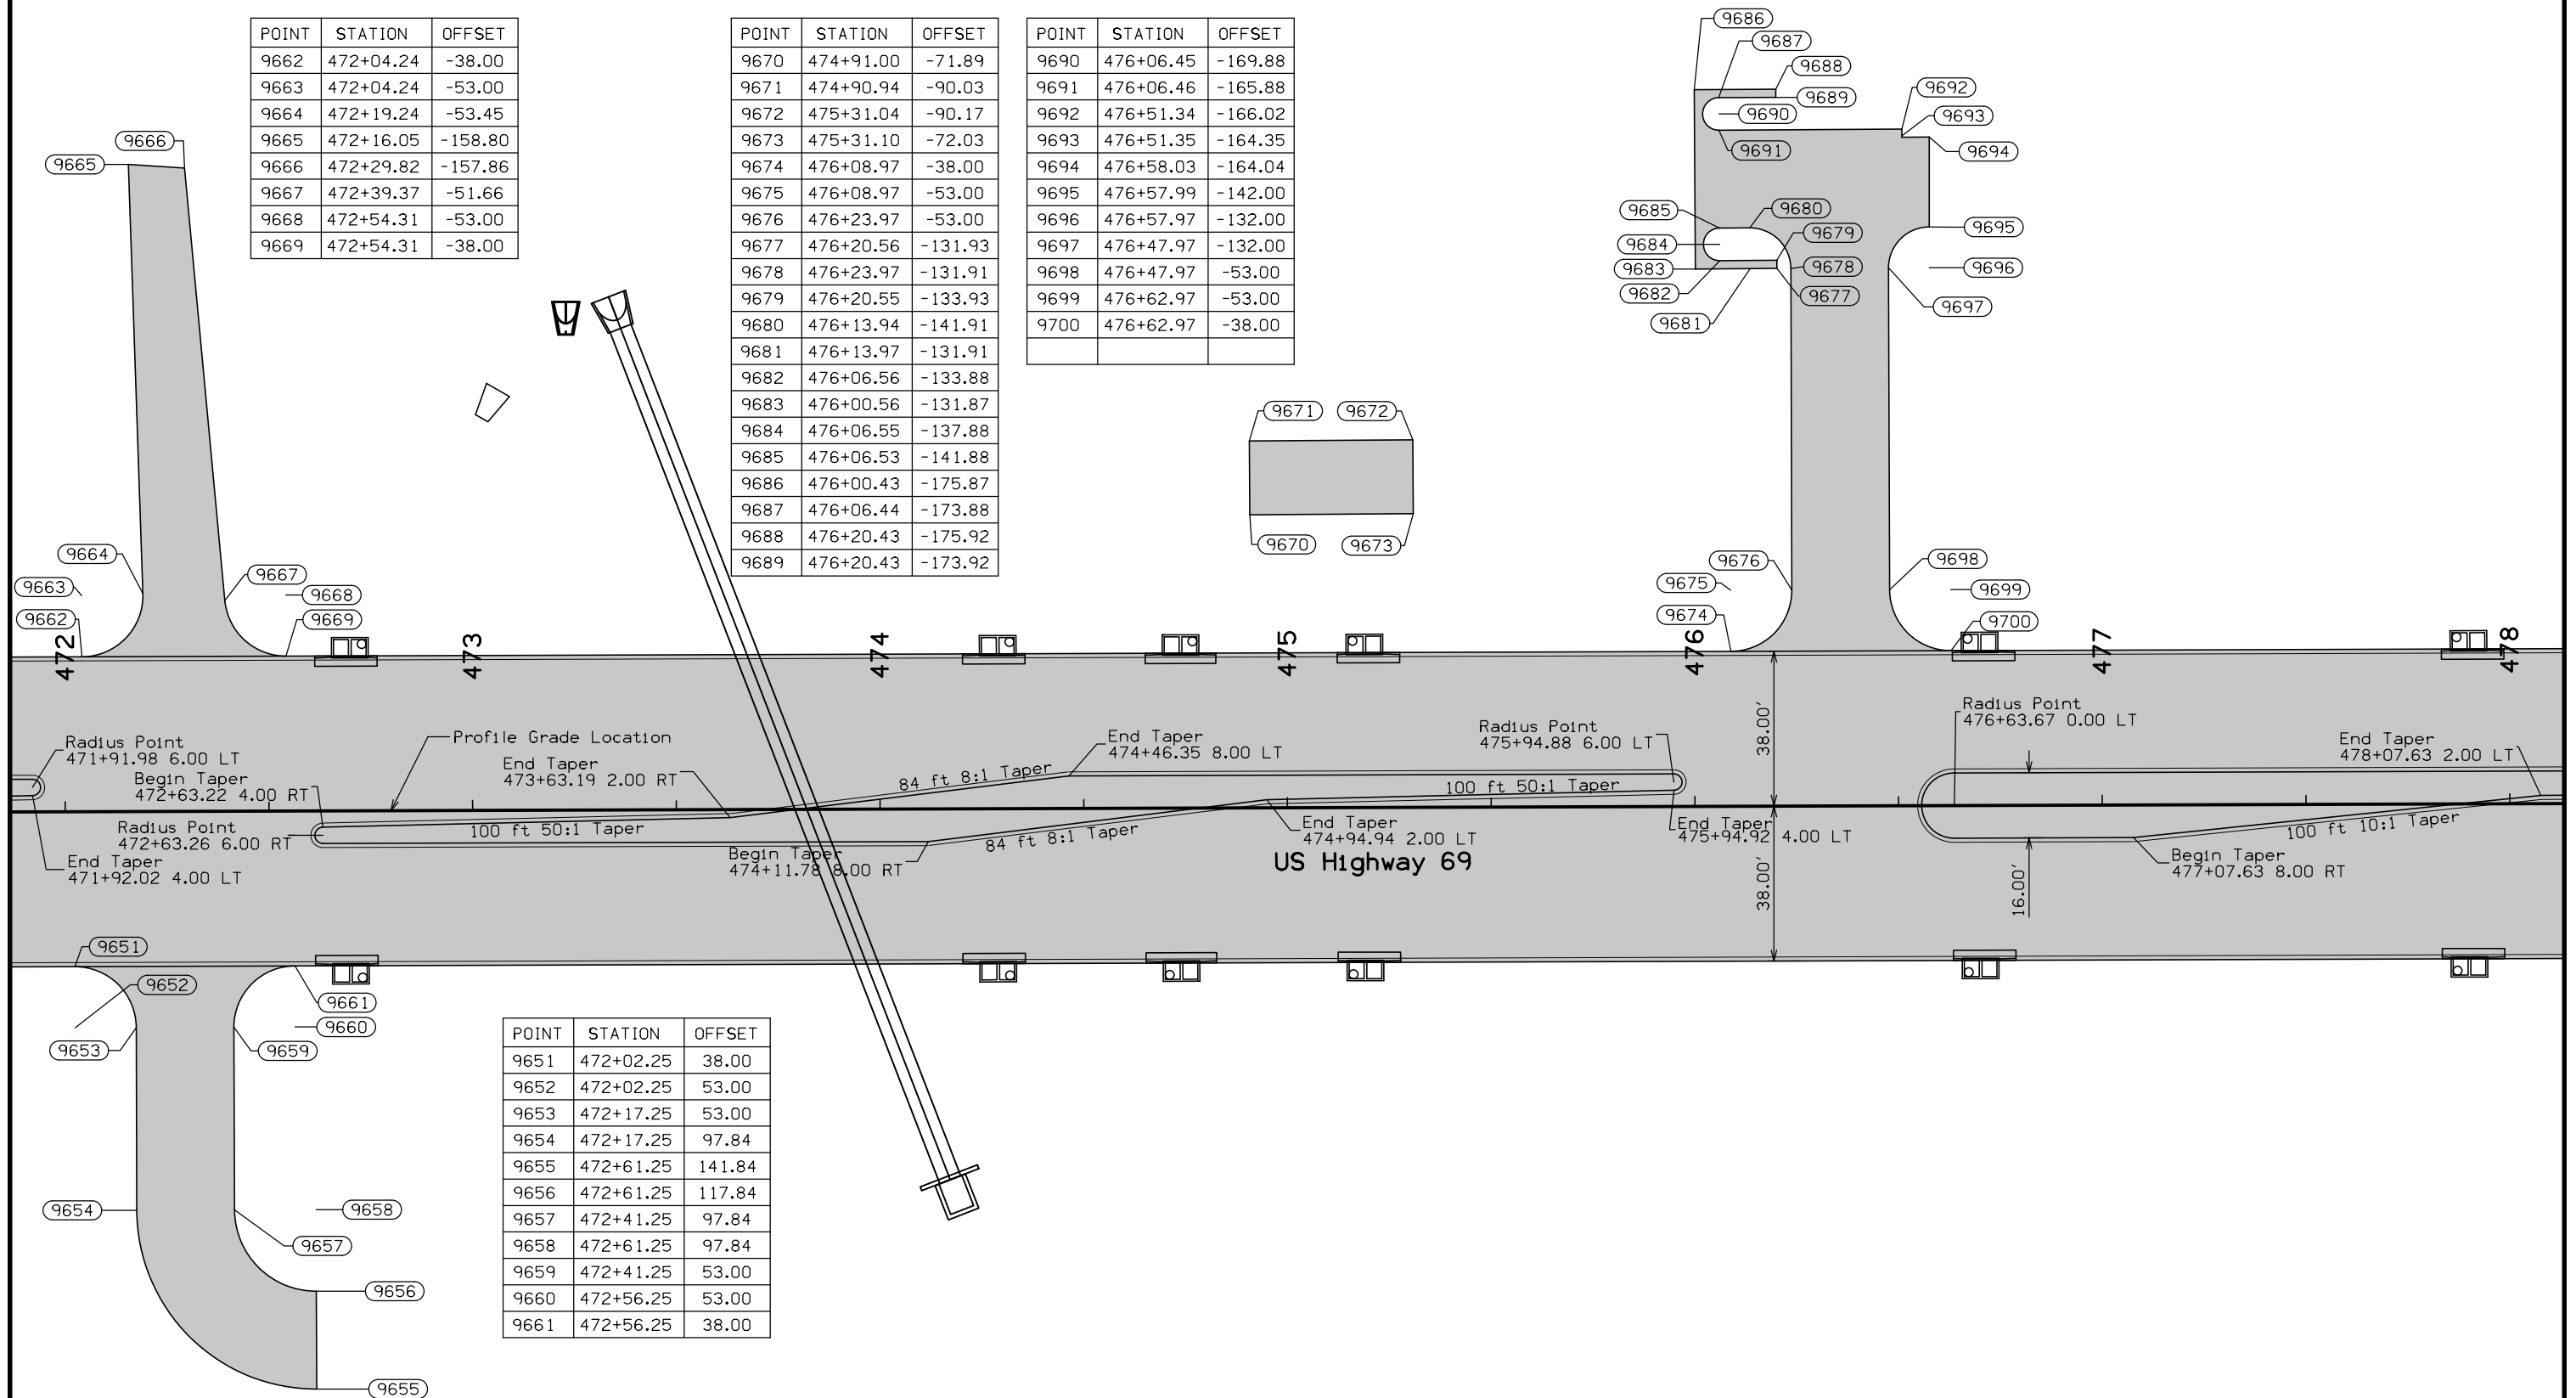 POINT STATION OFFSET
9662 472+04.24 -38.00
9663 472+04.24 -53.00
9664 472+19.24 -53.45
9665 472+16.05 -158.80
9666 472+29.82 -157.86
9667 472+39.37 -51.66
9668 472+54.31 -53.00
9669 472+54.31 -38.00
POINT STATION OFFSET
9670 474+91.00 -71.89
9671 474+90.94 -90.03
9672 475+31.04 -90.17
9673 475+31.10 -72.03
9674 476+08.97 -38.00
9675 476+08.97 -53.00
9676 476+23.97 -53.00
9677 476+20.56 -131.93
9678 476+23.97 -131.91
9679 476+20.55 -133.93
9680 476+13.94 -141.91
9681 476+13.97 -131.91
9682 476+06.56 -133.88
9683 476+00.56 -131.87
9684 476+06.55 -137.88
9685 476+06.53 -141.88
9686 476+00.43 -175.87
9687 476+06.44 -173.88
9688 476+20.43 -175.92
9689 476+20.43 -173.92
POINT STATION OFFSET
9690 476+06.45 -169.88
9691 476+06.46 -165.88
9692 476+51.34 -166.02
9693 476+51.35 -164.35
9694 476+58.03 -164.04
9695 476+57.99 -142.00
9696 476+57.97 -132.00
9697 476+47.97 -132.00
9698 476+47.97 -53.00
9699 476+62.97 -53.00
9700 476+62.97 -38.00
9686
9687
9688
9689
9690
9691
9692
9693
9694
9666
9665
9685
9680
9679
9684
9683
9678
9682
9677
9681
9695
9696
9697
9671
9672
9670
9673
9664
9667
9663
9668
9662
9669
9676
9675
9674
9698
9699
9700
472
473
474
475
476
477
478
Radius Point
471+91.98 6.00 LT
Begin Taper
472+63.22 4.00 RT
Radius Point
472+63.26 6.00 RT
End Taper
471+92.02 4.00 LT
Profile Grade Location
End Taper
473+63.19 2.00 RT
100 ft 50:1 Taper
84 ft 8:1 Taper
End Taper
474+46.35 8.00 LT
Begin Taper
474+11.78 8.00 RT
84 ft 8:1 Taper
End Taper
474+94.94 2.00 LT
US Highway 69
Radius Point
475+94.88 6.00 LT
100 ft 50:1 Taper
End Taper
475+94.92 4.00 LT
38.00'
38.00'
Radius Point
476+63.67 0.00 LT
16.00'
End Taper
478+07.63 2.00 LT
100 ft 10:1 Taper
Begin Taper
477+07.63 8.00 RT
9651
9652
9661
9660
9653
9659
9654
9658
9657
9656
9655
POINT STATION OFFSET
9651 472+02.25 38.00
9652 472+02.25 53.00
9653 472+17.25 53.00
9654 472+17.25 97.84
9655 472+61.25 141.84
9656 472+61.25 117.84
9657 472+41.25 97.84
9658 472+61.25 97.84
9659 472+41.25 53.00
9660 472+56.25 53.00
9661 472+56.25 38.00